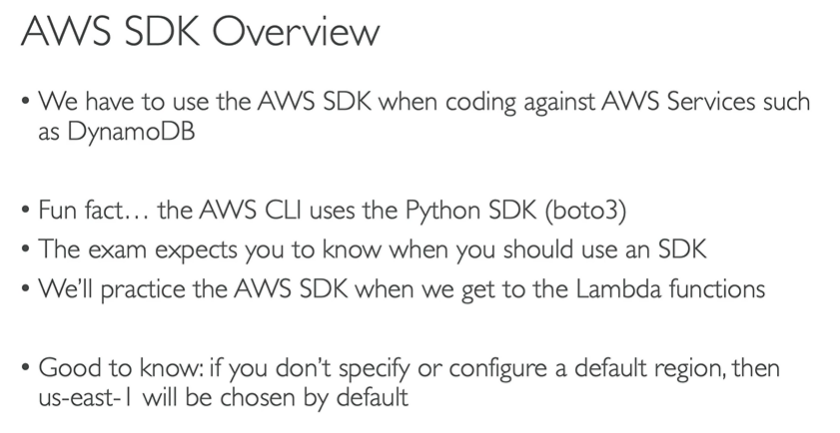 AWS SDK Overview
• We have to use the AWS SDK when coding against AWS Services such
as DynamoDB
• Fun fact… the AWS CLI uses the Python SDK (boto3)
• The exam expects you to know when you should use an SDK
• We’ll practice the AWS SDK when we get to the Lambda functions
• Good to know: if you don’t specify or configure a default region, then
us-east-1 will be chosen by default